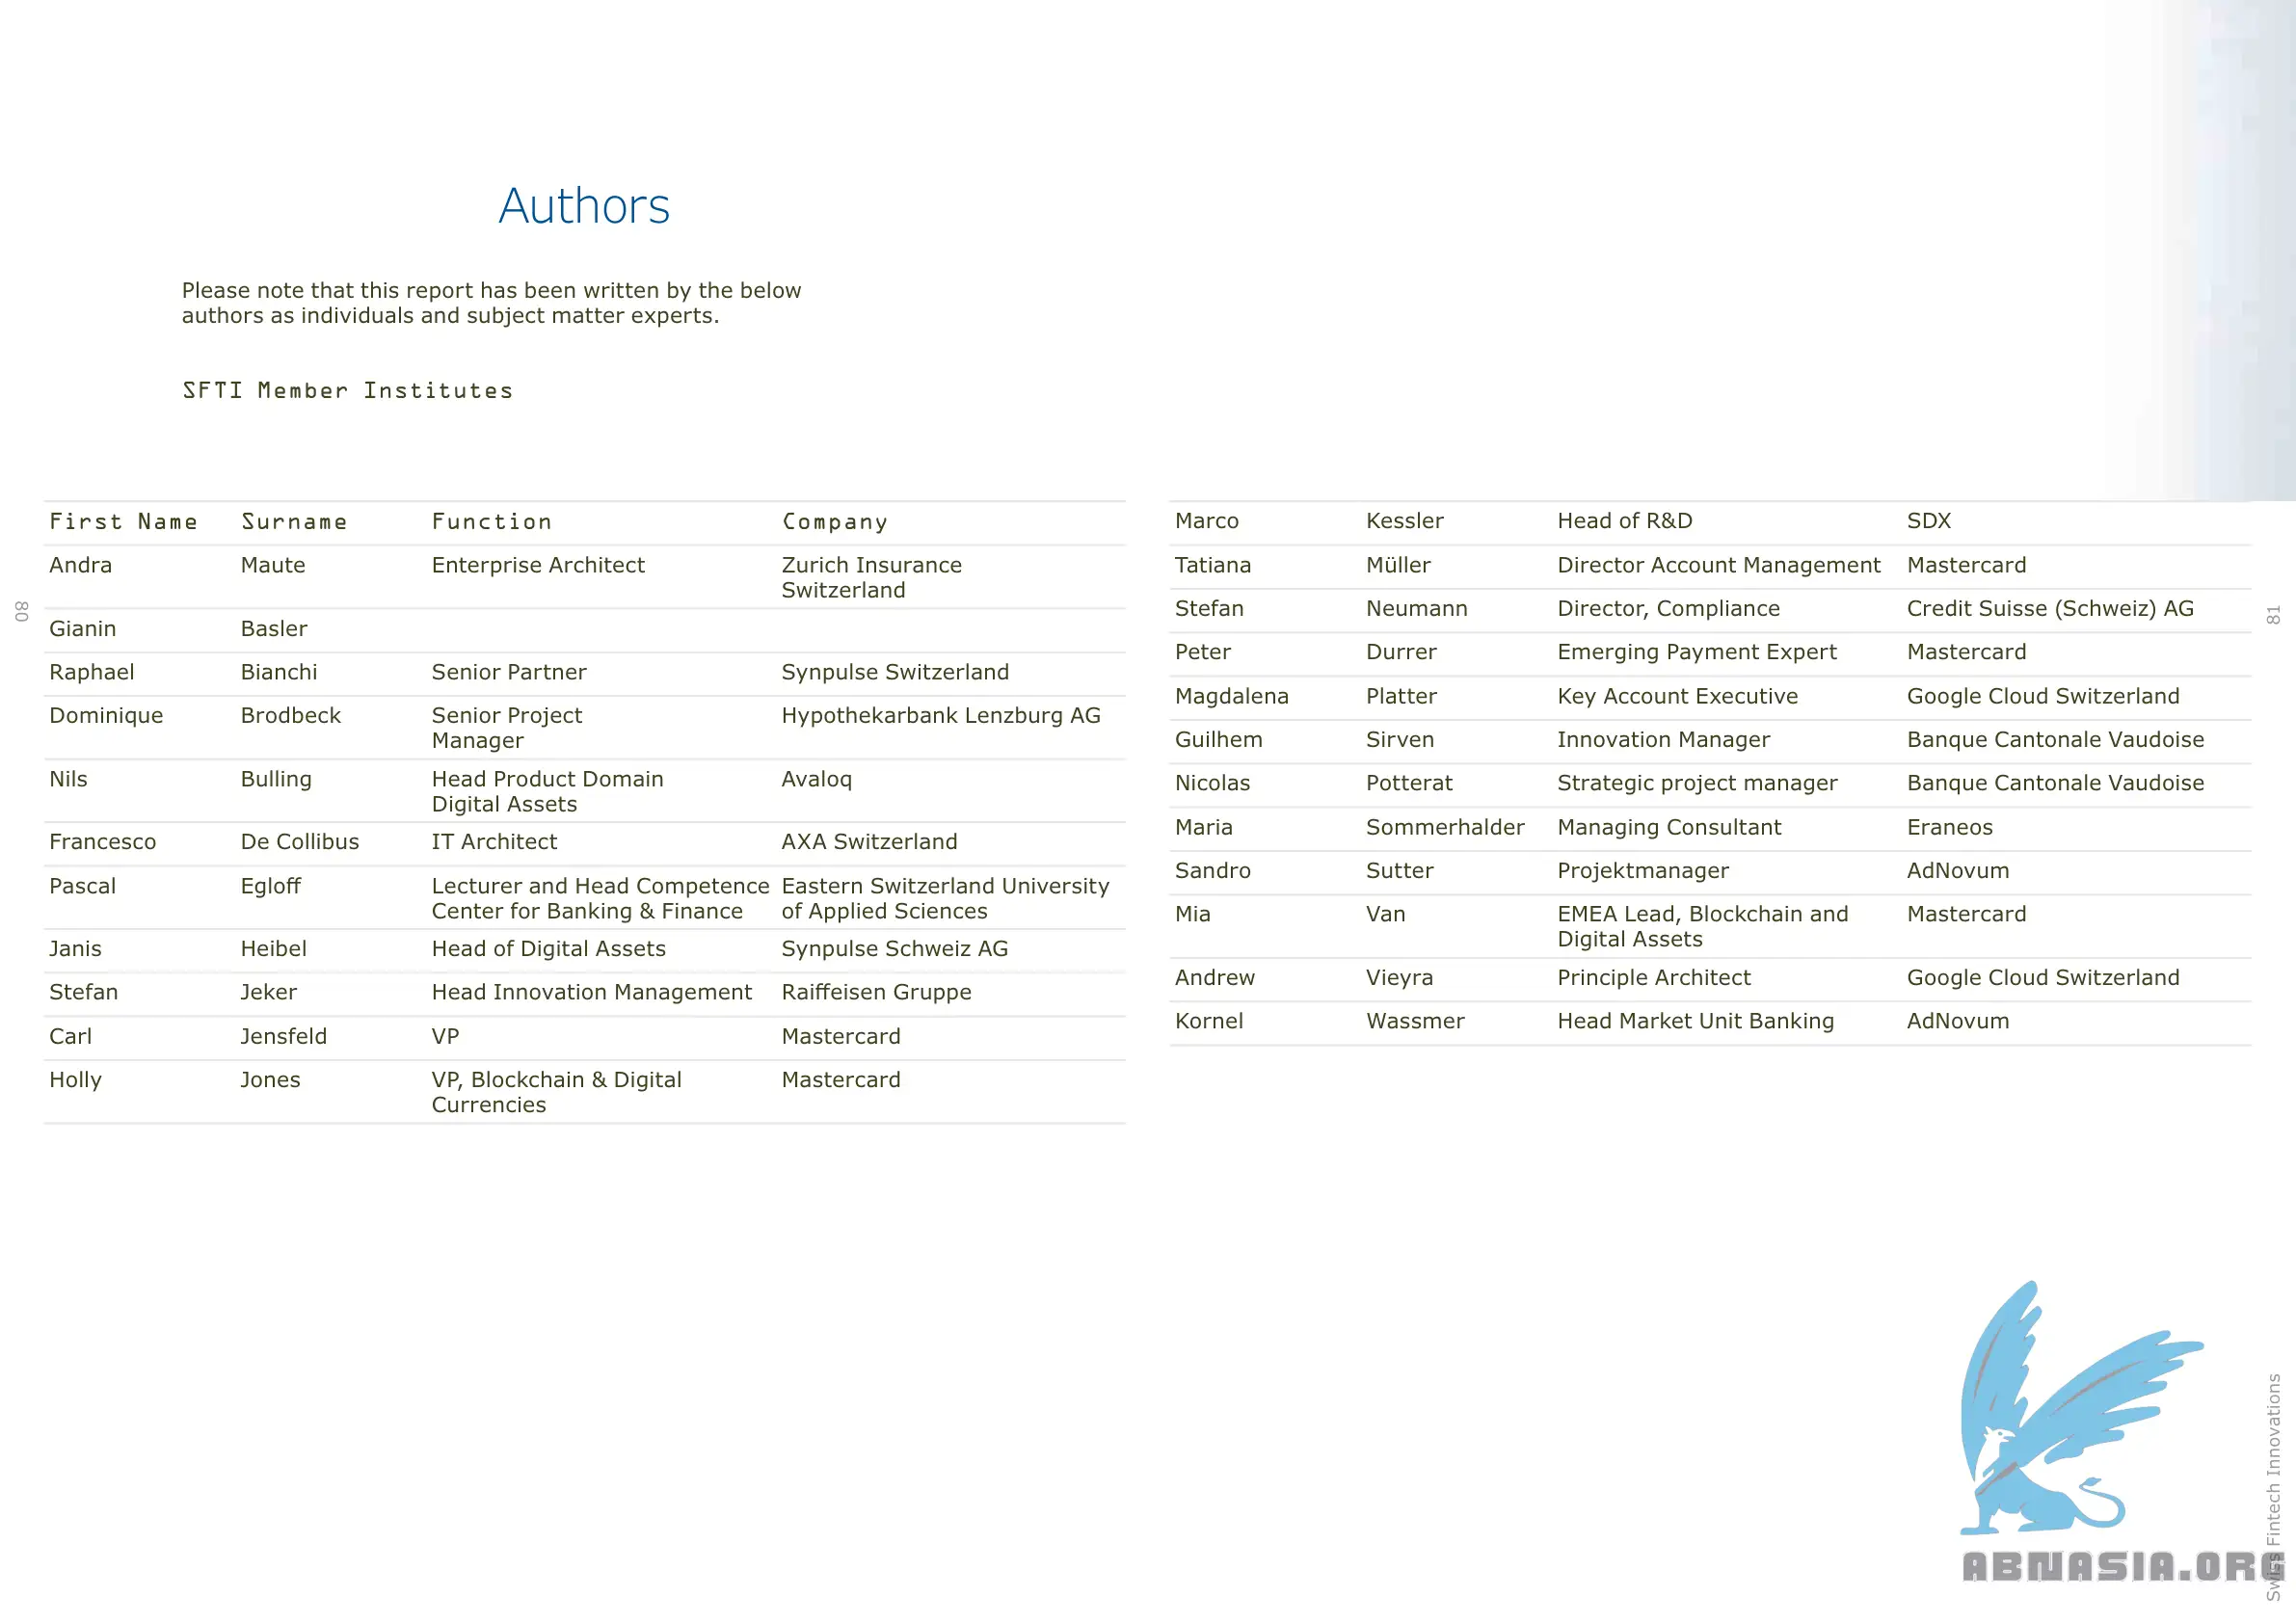 Authors
Please note that this report has been written by the below
authors as individuals and subject matter experts.
SFTI Member Institutes
First Name Surname Function Company
Andra Maute Enterprise Architect Zurich Insurance
Switzerland
Gianin Basler
Raphael Bianchi Senior Partner Synpulse Switzerland
Dominique Brodbeck Senior Project Hypothekarbank Lenzburg AG
Manager
Nils Bulling Head Product Domain Avaloq
Digital Assets
Francesco De Collibus IT Architect AXA Switzerland
Pascal Egloff Lecturer and Head Competence Eastern Switzerland University
Center for Banking & Finance of Applied Sciences
Janis Heibel Head of Digital Assets Synpulse Schweiz AG
Stefan Jeker Head Innovation Management Raiffeisen Gruppe
Carl Jensfeld VP Mastercard
Holly Jones VP, Blockchain & Digital Mastercard
Currencies
80
Marco Kessler Head of R&D SDX
Tatiana Müller Director Account Management Mastercard
Stefan Neumann Director, Compliance Credit Suisse (Schweiz) AG
Peter Durrer Emerging Payment Expert Mastercard
Magdalena Platter Key Account Executive Google Cloud Switzerland
Guilhem Sirven Innovation Manager Banque Cantonale Vaudoise
Nicolas Potterat Strategic project manager Banque Cantonale Vaudoise
Maria Sommerhalder Managing Consultant Eraneos
Sandro Sutter Projektmanager AdNovum
Mia Van EMEA Lead, Blockchain and Mastercard
Digital Assets
Andrew Vieyra Principle Architect Google Cloud Switzerland
Kornel Wassmer Head Market Unit Banking AdNovum
81
Swiss Fintech Innovations
ABNASIA.ORG